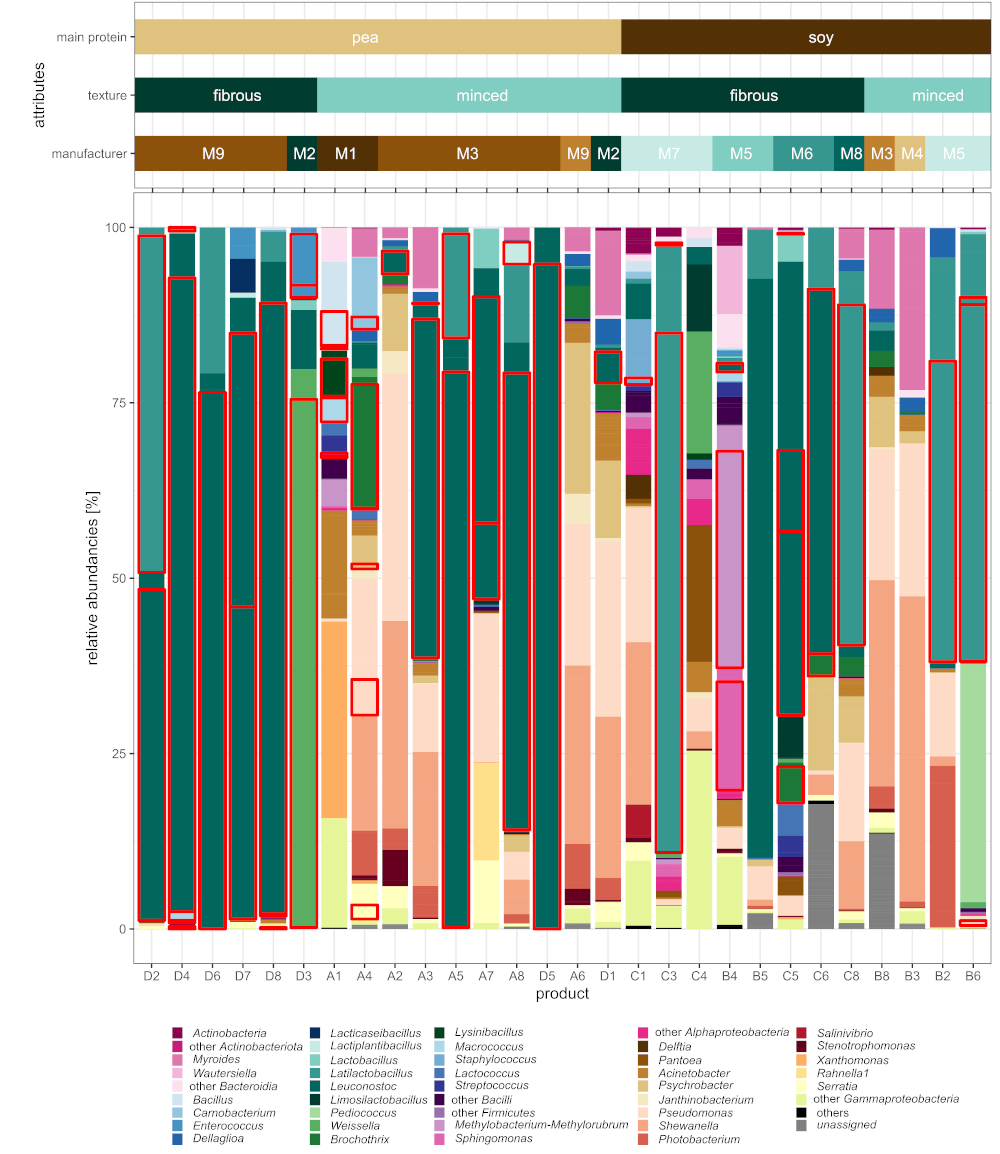 main protein pea soy
attributes
texture fibrous minced fibrous minced
manufacturer M9 M2 M1 M3 M9 M2 M7 M5 M6 M8 M3 M4 M5
relative abundancies [%]
100
75
50
25
0
D2 D4 D6 D7 D8 D3 A1 A4 A2 A3 A5 A7 A8 D5 A6 D1 C1 C3 C4 B4 B5 C5 C6 C8 B8 B3 B2 B6
product
Actinobacteria
other Actinobacteriota
Myroides
Wautersiella
other Bacteroidia
Bacillus
Carnobacterium
Enterococcus
Dellaglioa
Lacticaseibacillus
Lactiplantibacillus
Lactobacillus
Latilactobacillus
Leuconostoc
Limosilactobacillus
Pediococcus
Weissella
Brochothrix
Lysinibacillus
Macrococcus
Staphylococcus
Lactococcus
Streptococcus
other Bacilli
other Firmicutes
Methylobacterium-Methylorubrum
Sphingomonas
other Alphaproteobacteria
Delftia
Pantoea
Acinetobacter
Psychrobacter
Janthinobacterium
Pseudomonas
Shewanella
Photobacterium
Salinivibrio
Stenotrophomonas
Xanthomonas
Rahnella1
Serratia
other Gammaproteobacteria
others
unassigned